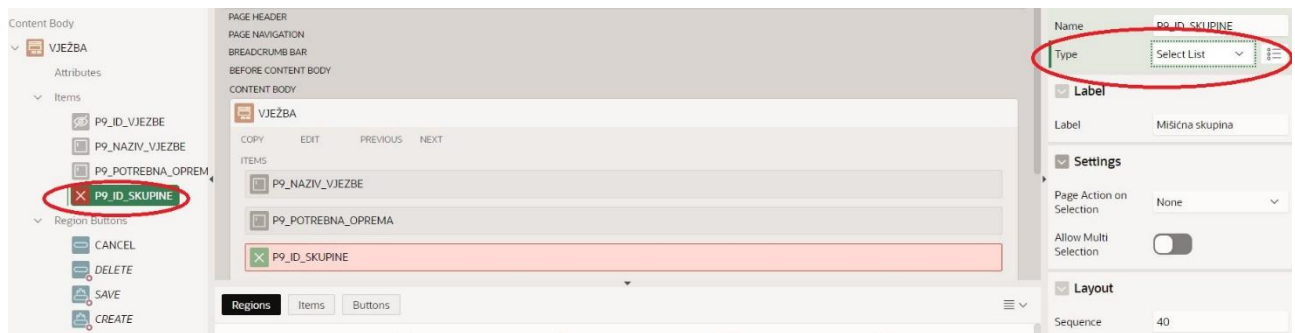 Content Body
VJEŽBA
Attributes
Items
P9_ID_VJEZBE
P9_NAZIV_VJEZBE
P9_POTREBNA_OPREM
P9_ID_SKUPINE
Region Buttons
CANCEL
DELETE
SAVE
CREATE
PAGE HEADER
PAGE NAVIGATION
BREADCRUMB BAR
BEFORE CONTENT BODY
CONTENT BODY
VJEŽBA
COPY EDIT PREVIOUS NEXT
ITEMS
P9_NAZIV_VJEZBE
P9_POTREBNA_OPREMA
P9_ID_SKUPINE
Regions Items Buttons
Name P9_ID_SKUPINE
Type Select List
Label
Label Mišićna skupina
Settings
Page Action on
Selection None
Allow Multi
Selection
Layout
Sequence 40